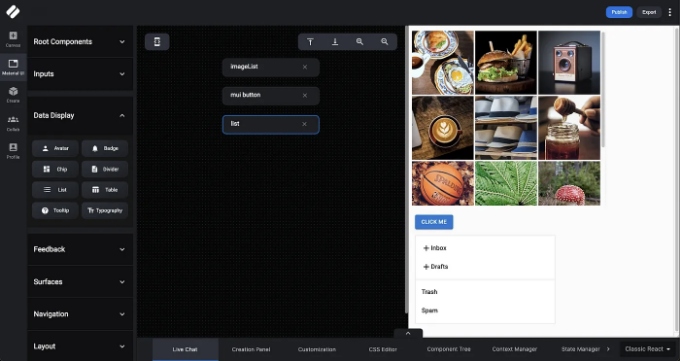 Publish
Export
Canvas
Material UI
Create
Collab
Profile
Root Components
Inputs
Data Display
Avatar
Badge
Chip
Divider
List
Table
Tooltip
Typography
Feedback
Surfaces
Navigation
Layout
imageList
mui button
list
CLICK ME
Inbox
Drafts
Trash
Spam
Live Chat
Creation Panel
Customization
CSS Editor
Component Tree
Context Manager
State Manager
Classic React